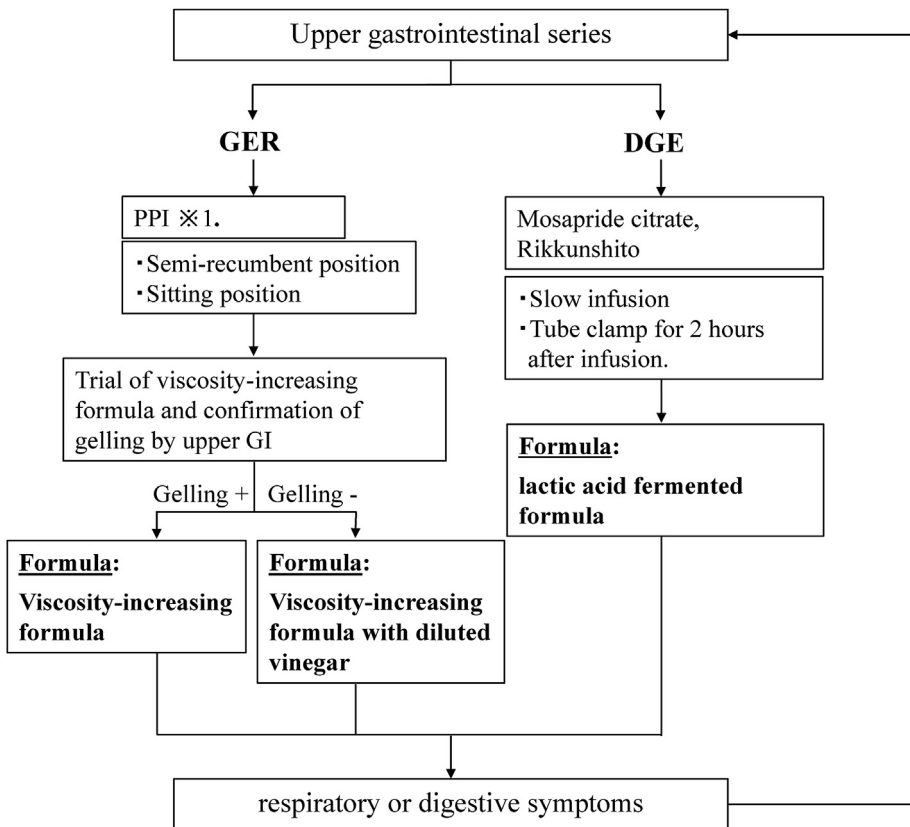 Upper gastrointestinal series
GER
DGE
PPI ※1.
・Semi-recumbent position
・Sitting position
Mosapride citrate,
Rikkunshito
・Slow infusion
・Tube clamp for 2 hours
after infusion.
Trial of viscosity-increasing
formula and confirmation of
gelling by upper GI
Gelling +
Gelling -
Formula:
Viscosity-increasing
formula
Formula:
Viscosity-increasing
formula with diluted
vinegar
Formula:
lactic acid fermented
formula
respiratory or digestive symptoms